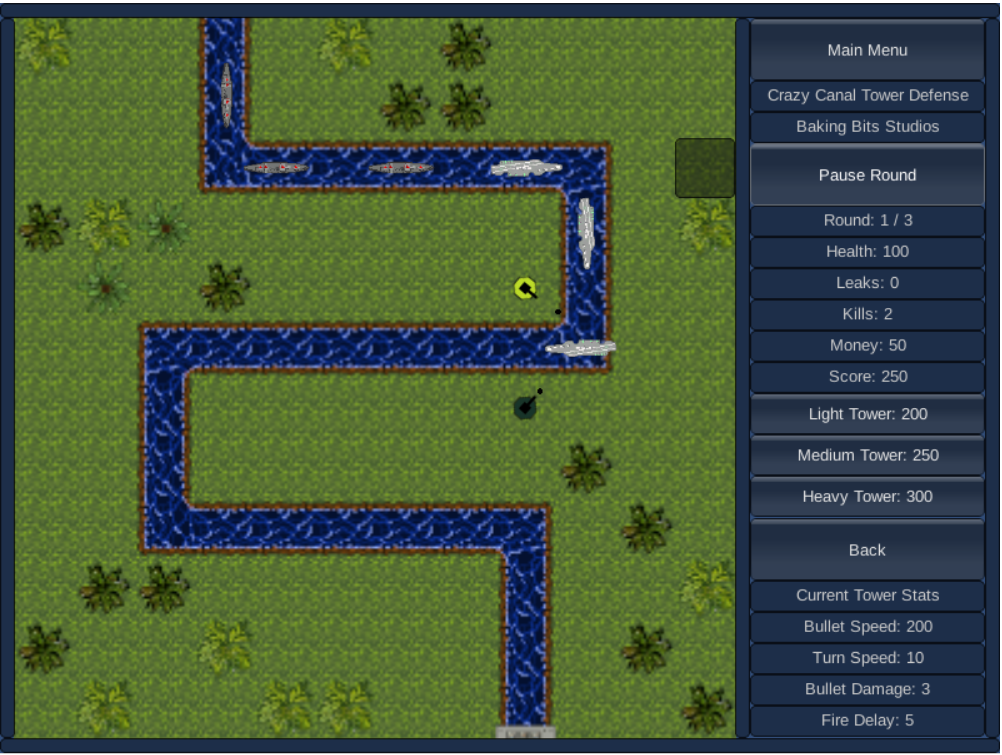 Main Menu
Crazy Canal Tower Defense
Baking Bits Studios
Pause Round
Round: 1 / 3
Health: 100
Leaks: 0
Kills: 2
Money: 50
Score: 250
Light Tower: 200
Medium Tower: 250
Heavy Tower: 300
Back
Current Tower Stats
Bullet Speed: 200
Turn Speed: 10
Bullet Damage: 3
Fire Delay: 5